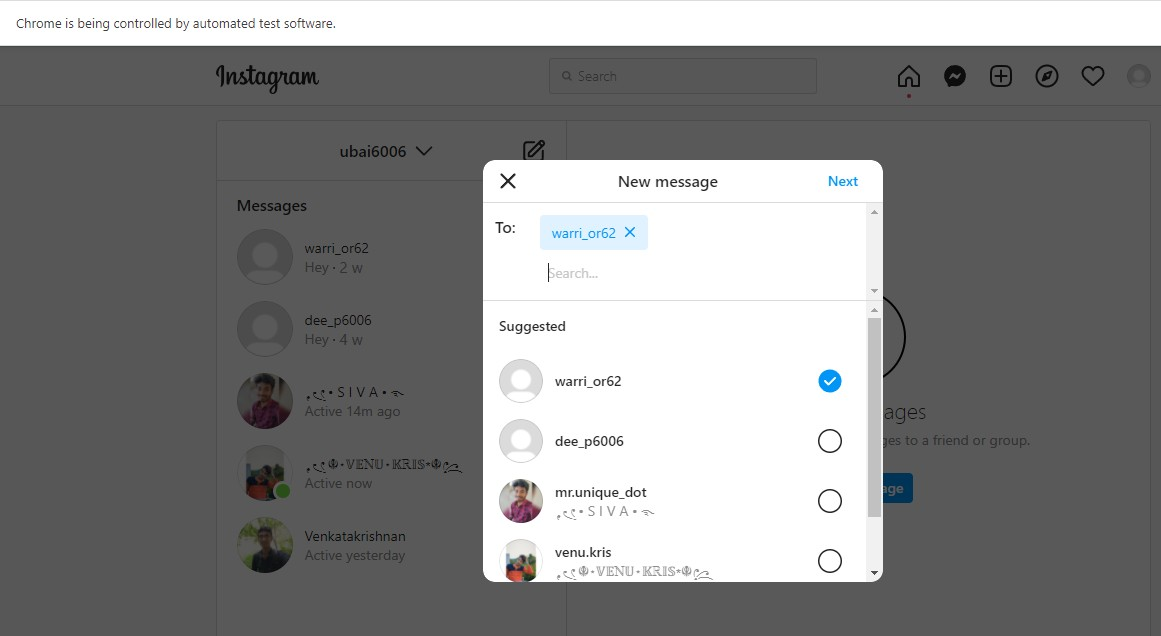 Chrome is being controlled by automated test software.
Instagram
Search
ubai6006
Messages
warri_or62
Hey · 2 w
dee_p6006
Hey · 4 w
• S I V A •
Active 14m ago
☬•𝕍𝔼ℕ𝕌•𝕂ℝ𝕀𝕊•☬
Active now
Venkatakrishnan
Active yesterday
New message
Next
To:
warri_or62
Search...
Suggested
warri_or62
dee_p6006
mr.unique_dot
• S I V A •
venu.kris
☬•𝕍𝔼ℕ𝕌•𝕂ℝ𝕀𝕊•☬
ages
ges to a friend or group.
age